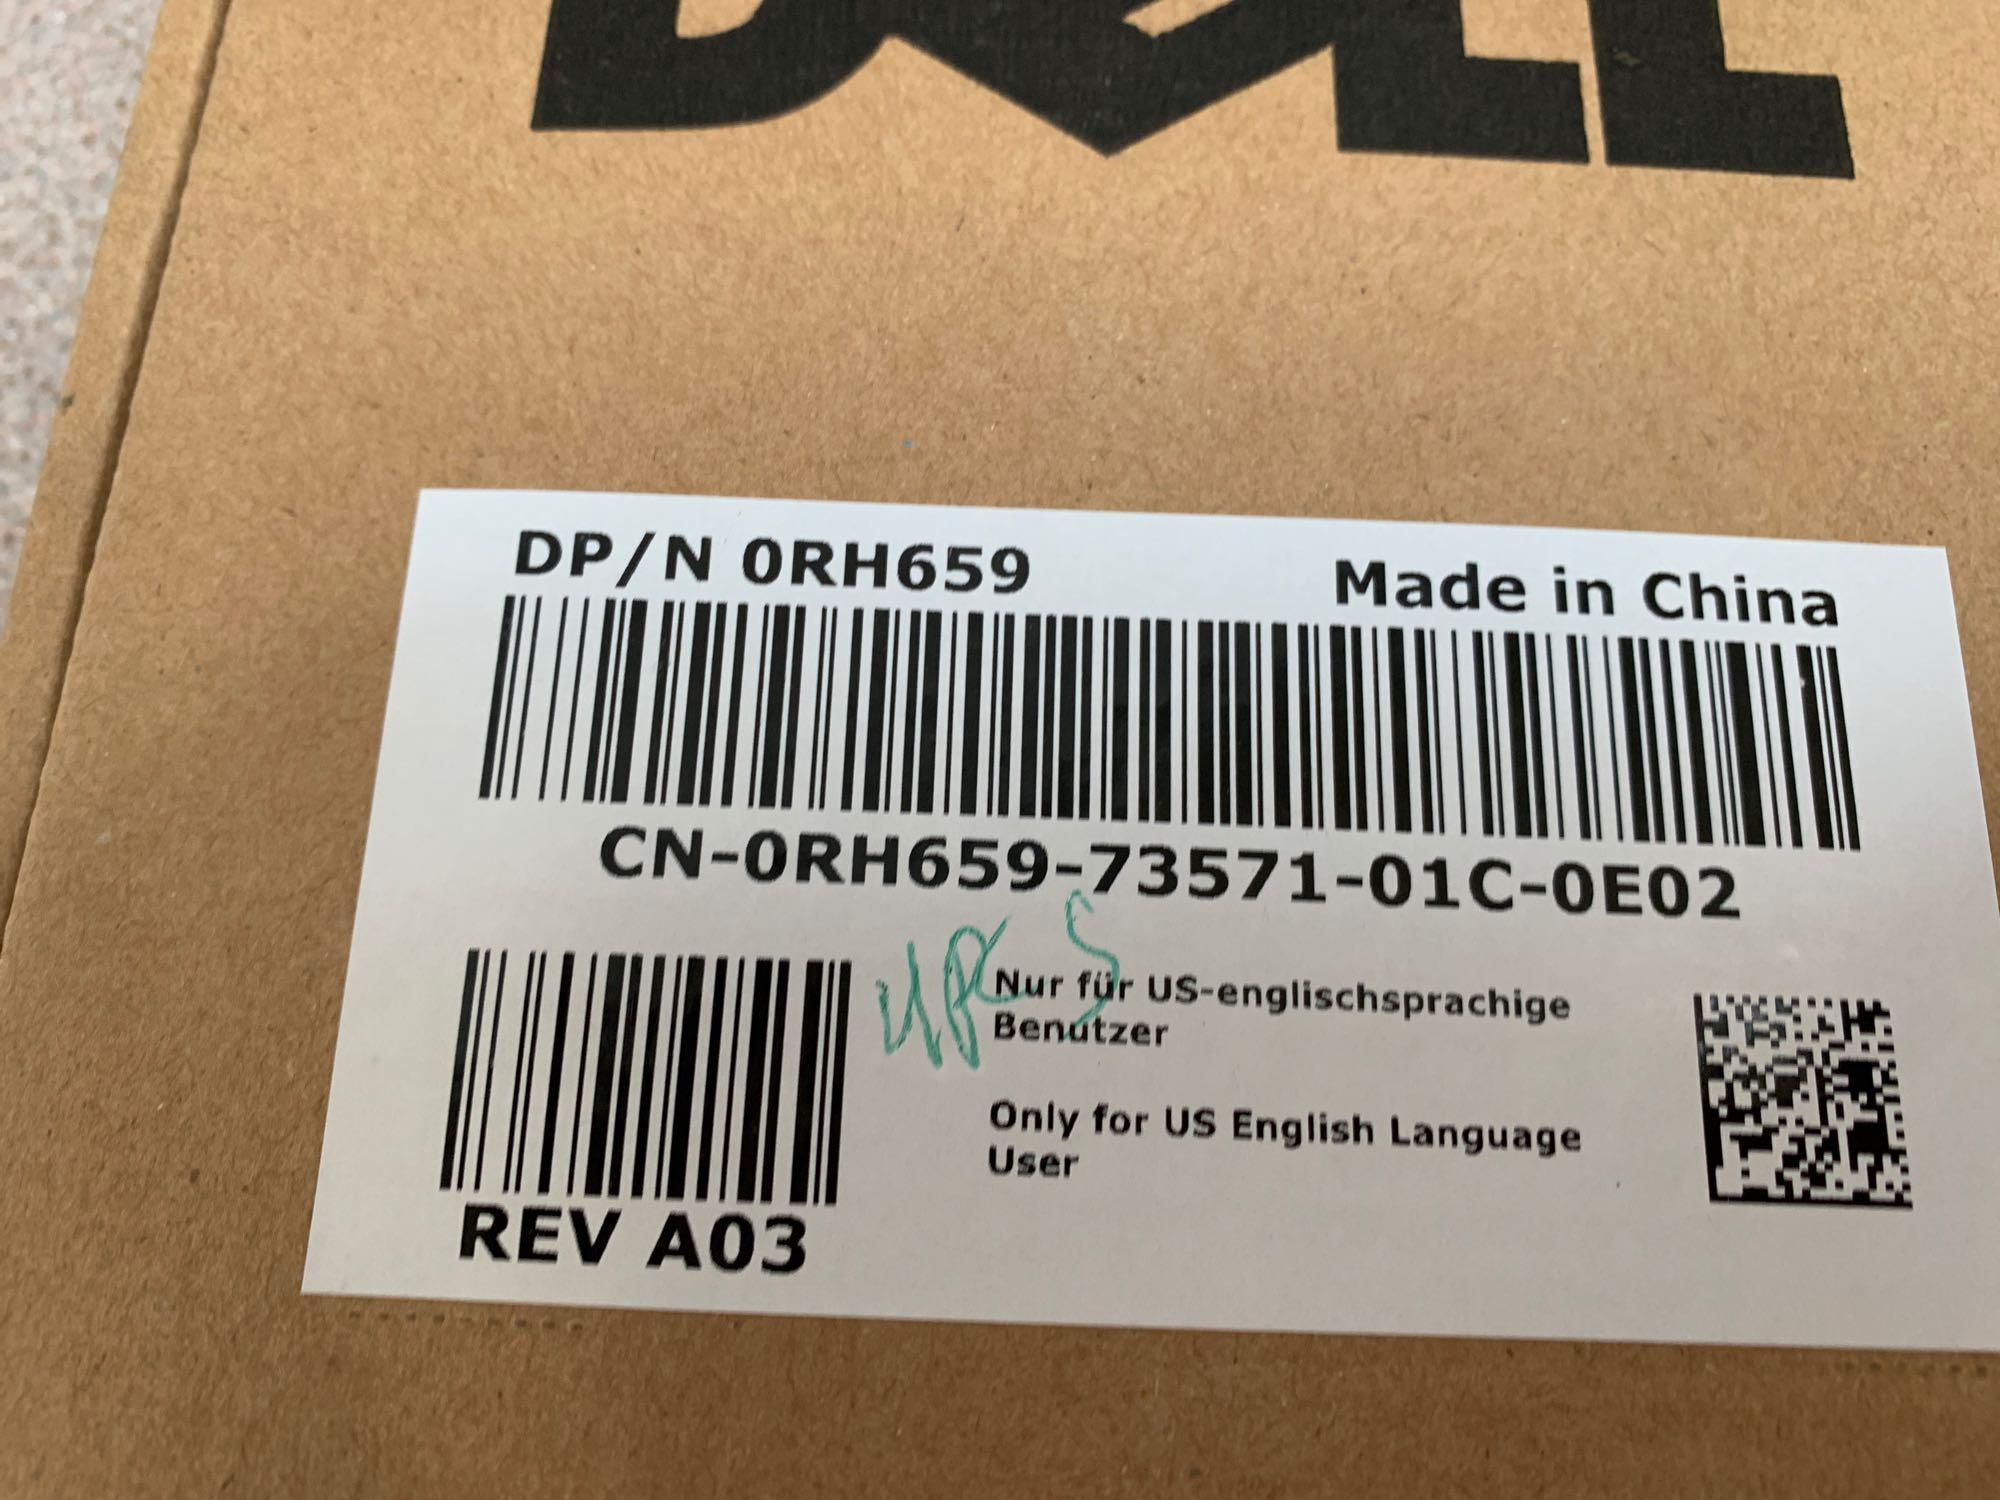 DELL
DP/N 0RH659
Made in China
CN-0RH659-73571-01C-0E02
Nur für US-englischsprachige
Benutzer
Only for US English Language
User
REV A03